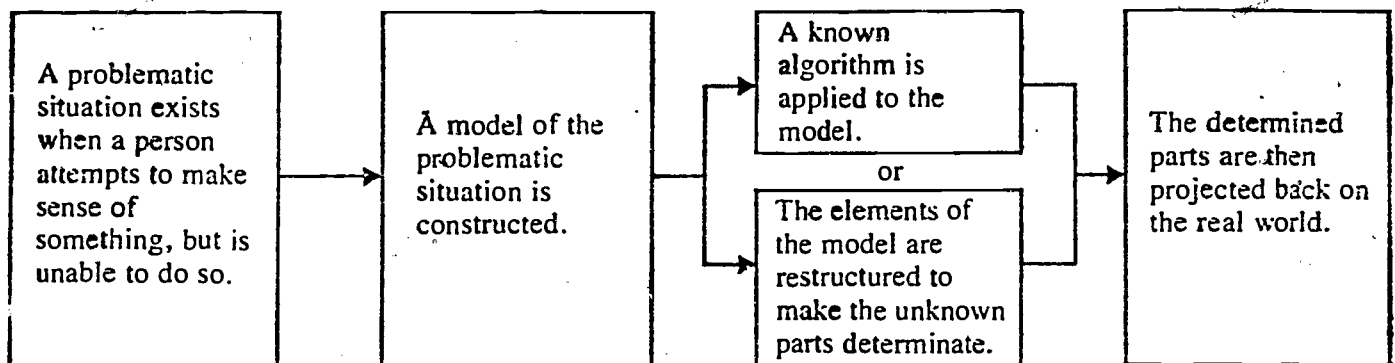 A problematic
situation exists
when a person
attempts to make
sense of
something, but is
unable to do so.
A model of the
problematic
situation is
constructed.
A known
algorithm is
applied to the
model.
or
The elements of
the model are
restructured to
make the unknown
parts determinate.
The determined
parts are then
projected back on
the real world.